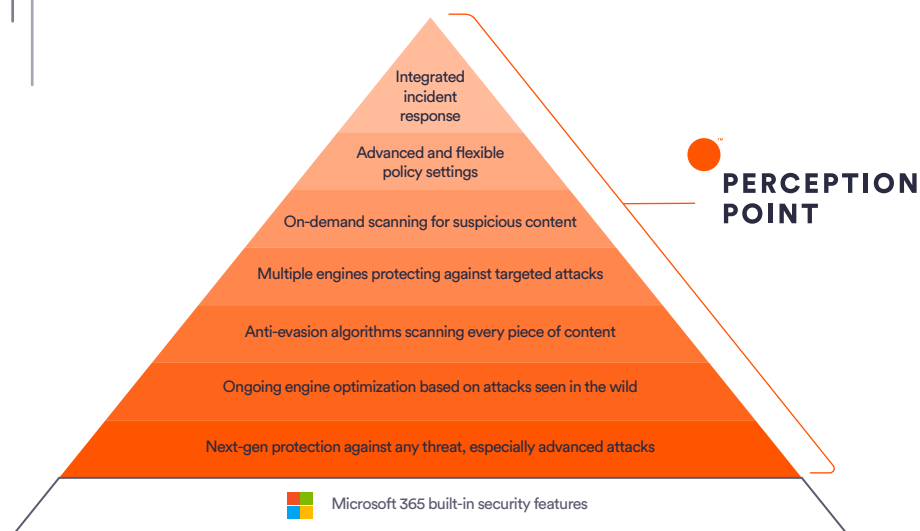 Integrated
incident
response
Advanced and flexible
policy settings
On-demand scanning for suspicious content
Multiple engines protecting against targeted attacks
Anti-evasion algorithms scanning every piece of content
Ongoing engine optimization based on attacks seen in the wild
Next-gen protection against any threat, especially advanced attacks
Microsoft 365 built-in security features
™
PERCEPTION
POINT